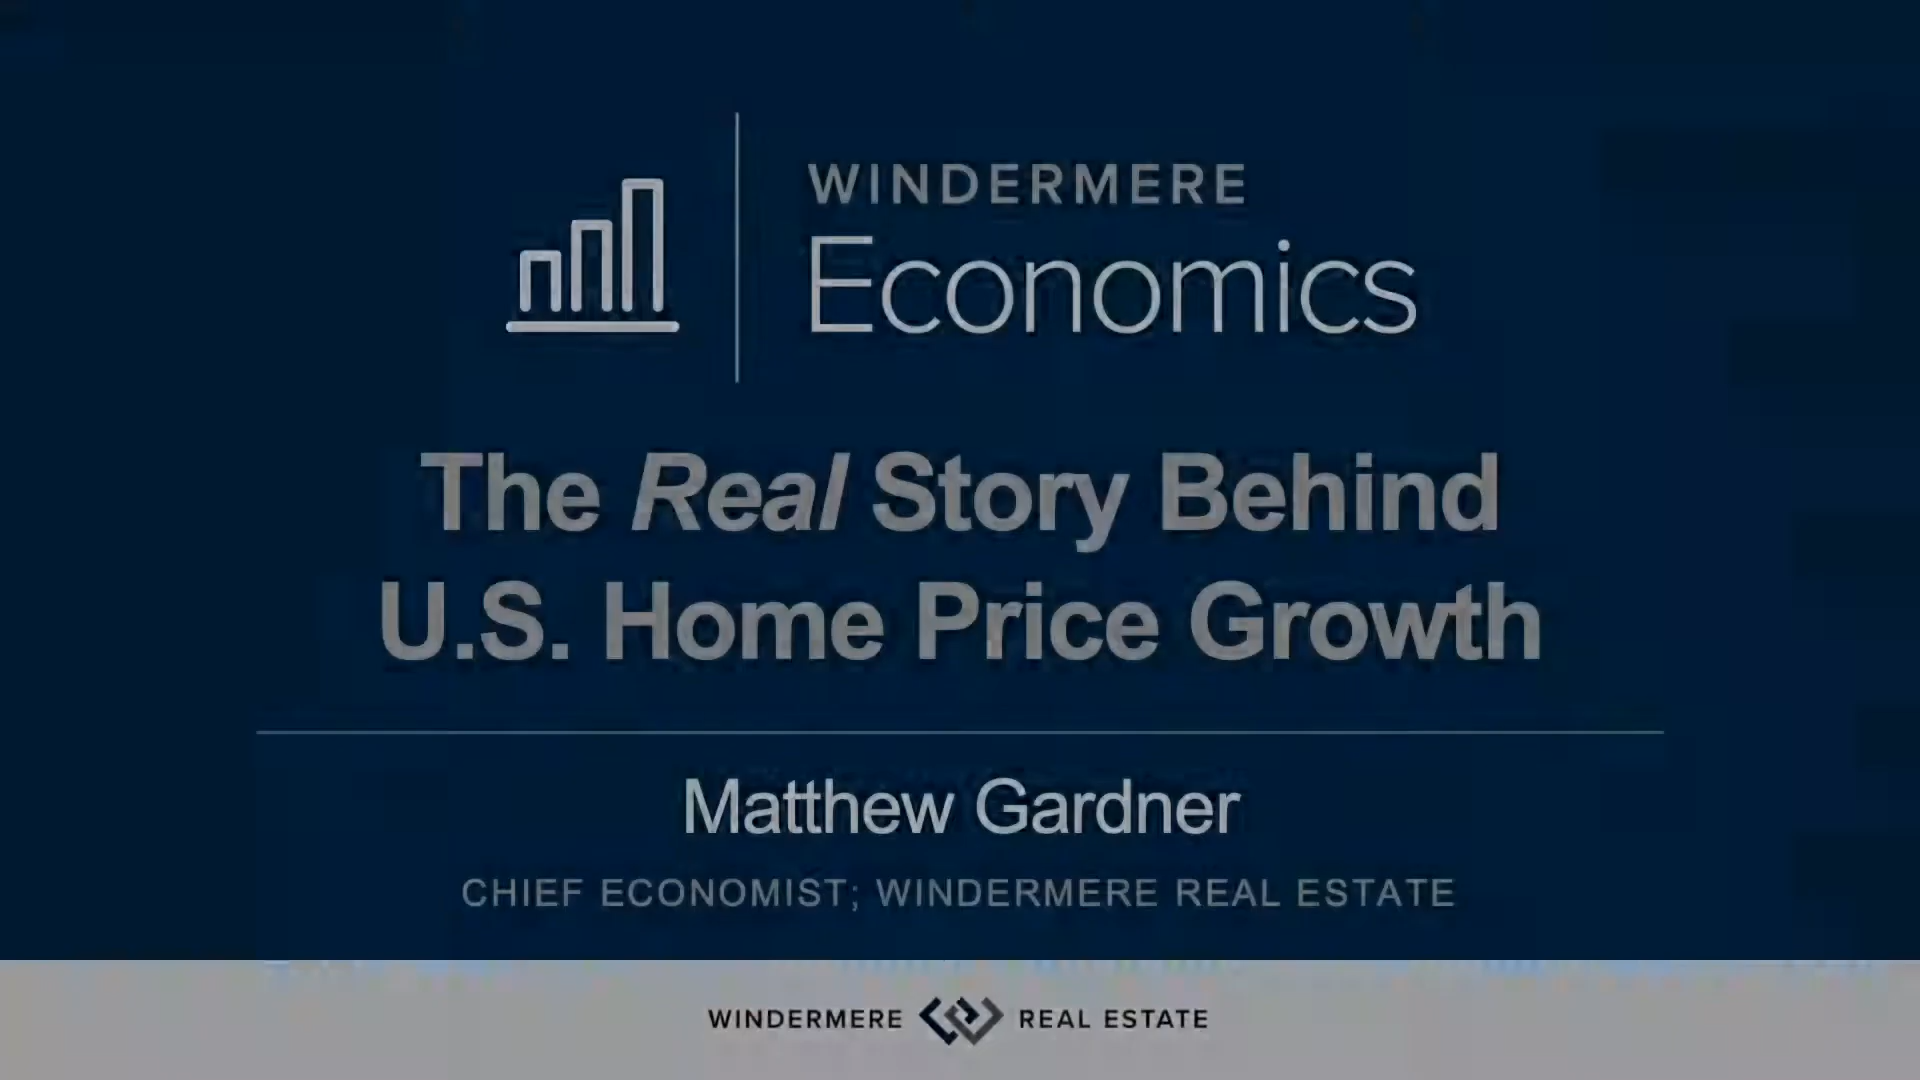 WINDERMERE
Economics
The Real Story Behind
U.S. Home Price Growth
Matthew Gardner
CHIEF ECONOMIST; WINDERMERE REAL ESTATE
WINDERMERE REAL ESTATE